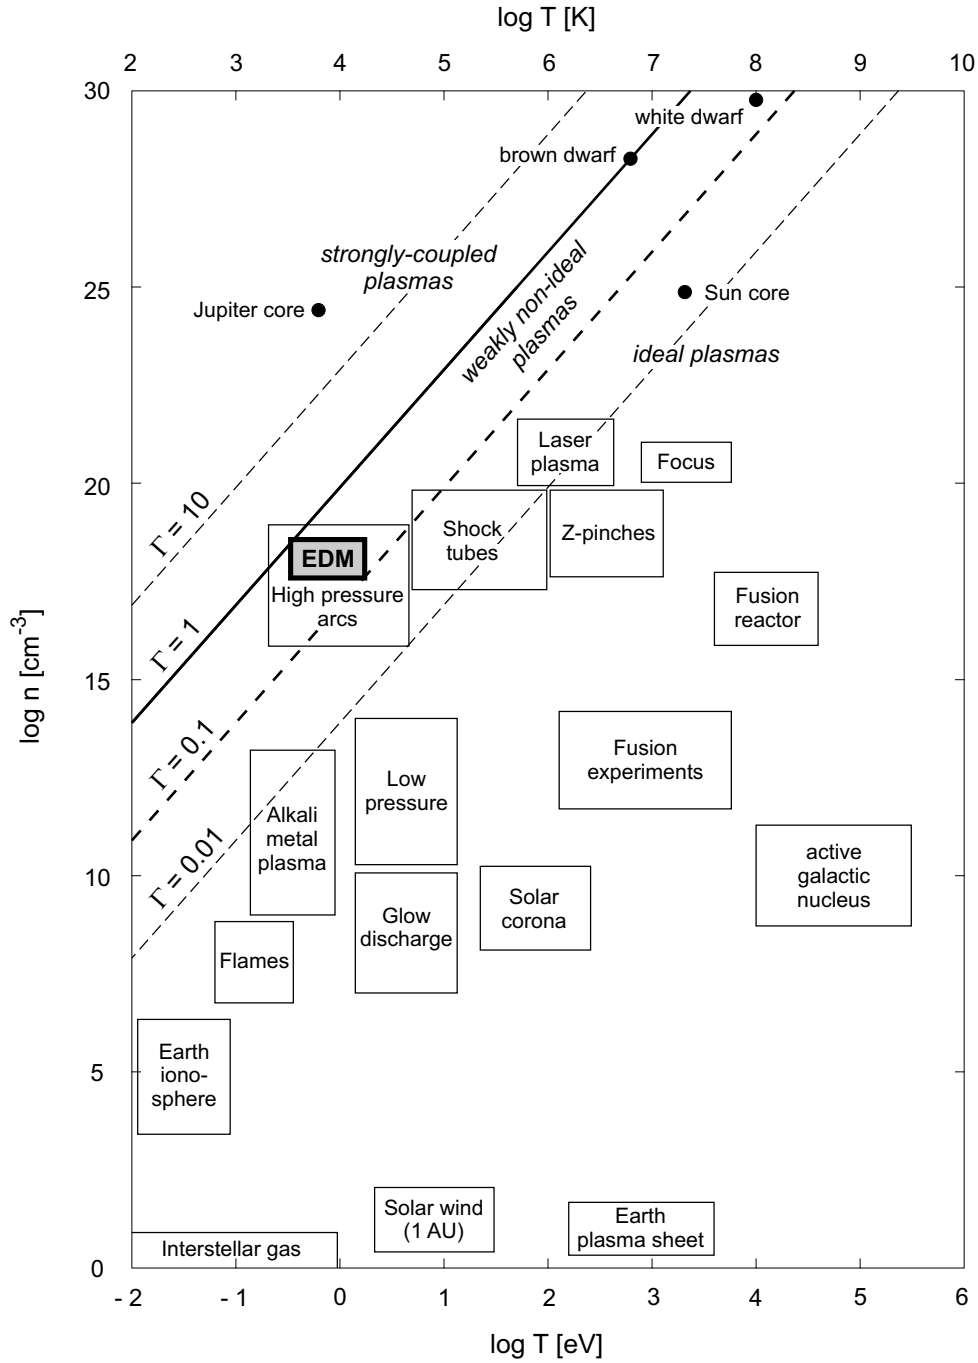 log T [K]
2 3 4 5 6 7 8 9 10
30
white dwarf
brown dwarf
strongly-coupled
plasmas
weakly non-ideal
plasmas
25
Jupiter core
Sun core
ideal plasmas
Laser
plasma
Focus
20
Γ = 10
Shock
tubes
Z-pinches
EDM
High pressure
arcs
Fusion
reactor
log n [cm-3]
Γ = 1
15
Γ = 0.1
Fusion
experiments
Low
pressure
Alkali
metal
plasma
Γ = 0.01
active
galactic
nucleus
10
Solar
corona
Glow
discharge
Flames
5
Earth
iono-
sphere
Solar wind
(1 AU)
Earth
plasma sheet
Interstellar gas
0
- 2 - 1 0 1 2 3 4 5 6
log T [eV]